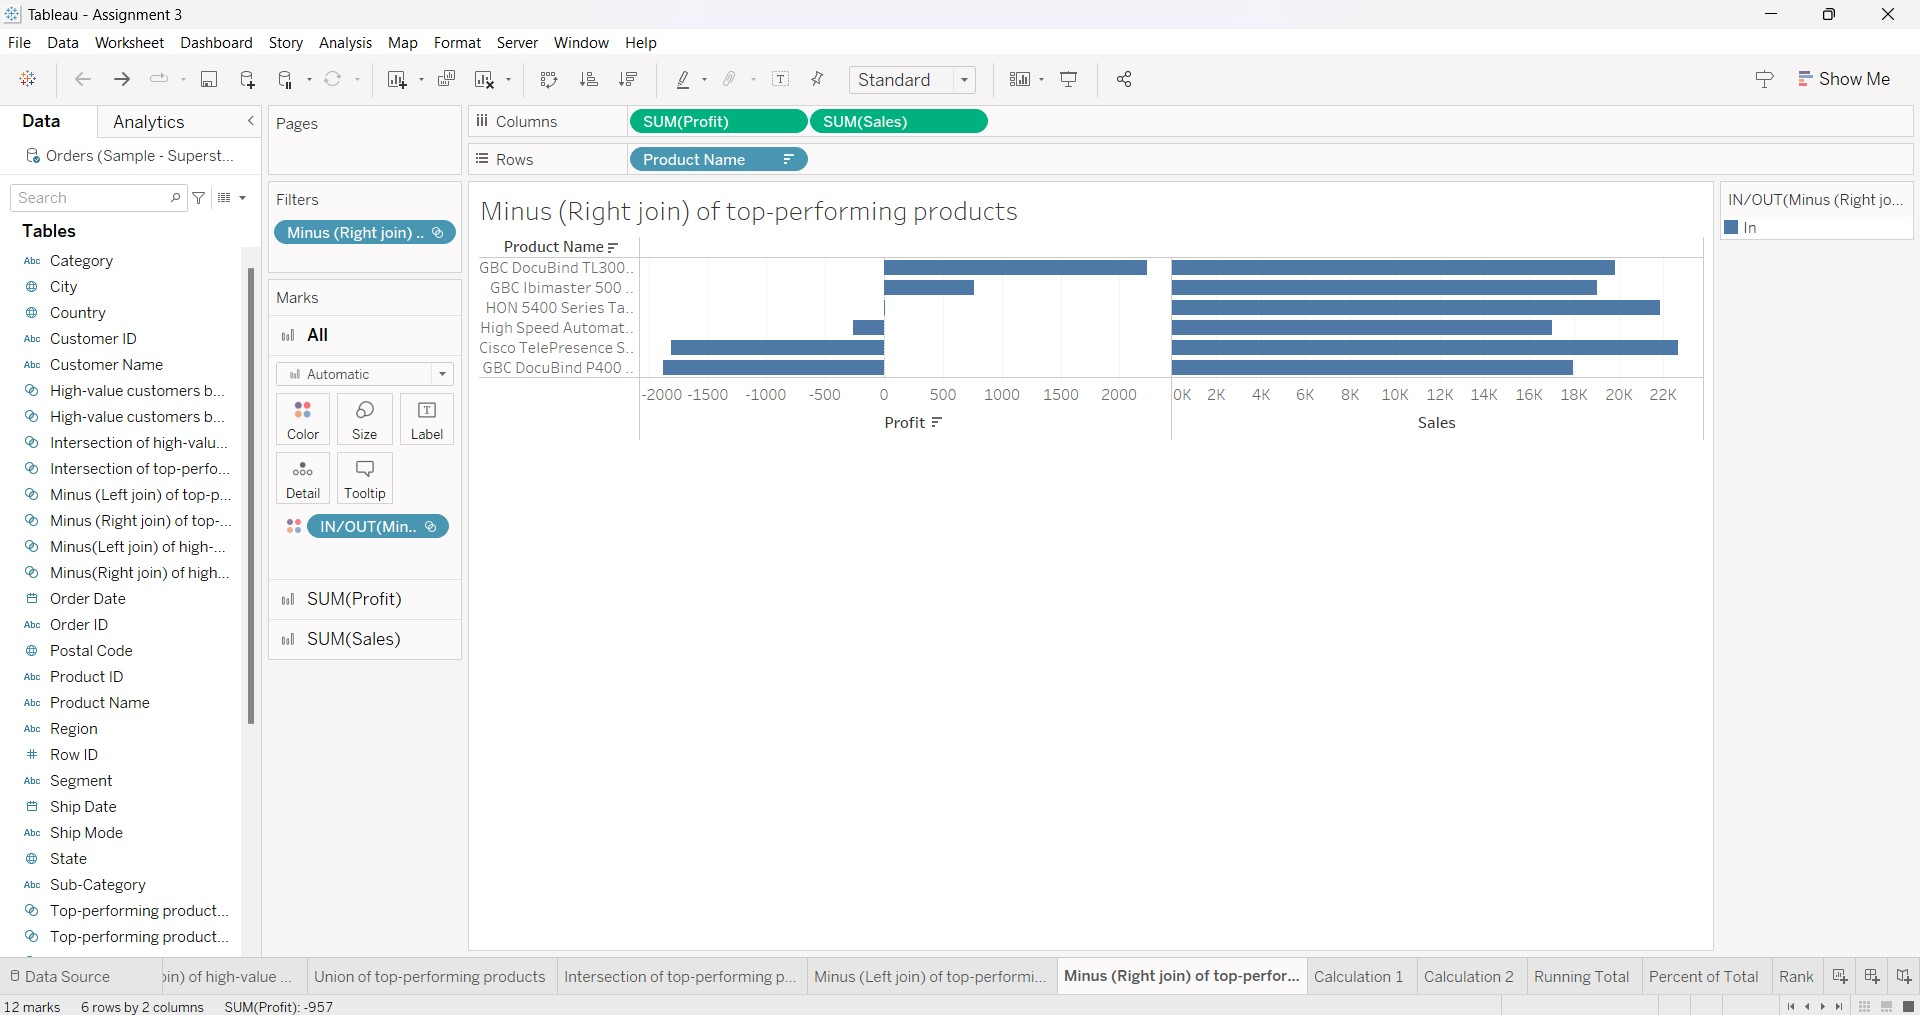 Tableau - Assignment 3
File Data Worksheet Dashboard Story Analysis Map Format Server Window Help
Standard
Show Me
Data
Analytics
Orders (Sample - Superst...
Search
Tables
Abc Category
City
Country
Abc Customer ID
Abc Customer Name
High-value customers b...
High-value customers b...
Intersection of high-valu...
Intersection of top-perfo...
Minus (Left join) of top-p...
Minus (Right join) of top-...
Minus(Left join) of high-...
Minus(Right join) of high...
Order Date
Abc Order ID
Postal Code
Abc Product ID
Abc Product Name
Abc Region
# Row ID
Abc Segment
Ship Date
Abc Ship Mode
State
Abc Sub-Category
Top-performing product...
Top-performing product...
Pages
Filters
Minus (Right join) ..
Marks
All
Automatic
Color Size Label
Detail Tooltip
IN/OUT(Min..
SUM(Profit)
SUM(Sales)
Columns SUM(Profit) SUM(Sales)
Rows Product Name
Minus (Right join) of top-performing products
Product Name
GBC DocuBind TL300..
GBC Ibimaster 500 ..
HON 5400 Series Ta..
High Speed Automat..
Cisco TelePresence S..
GBC DocuBind P400 ..
-2000 -1500 -1000 -500 0 500 1000 1500 2000
0K 2K 4K 6K 8K 10K 12K 14K 16K 18K 20K 22K
Profit
Sales
IN/OUT(Minus (Right jo...
In
Data Source
oin) of high-value ...
Union of top-performing products
Intersection of top-performing p...
Minus (Left join) of top-performi...
Minus (Right join) of top-perfor...
Calculation 1
Calculation 2
Running Total
Percent of Total
Rank
12 marks 6 rows by 2 columns SUM(Profit): -957